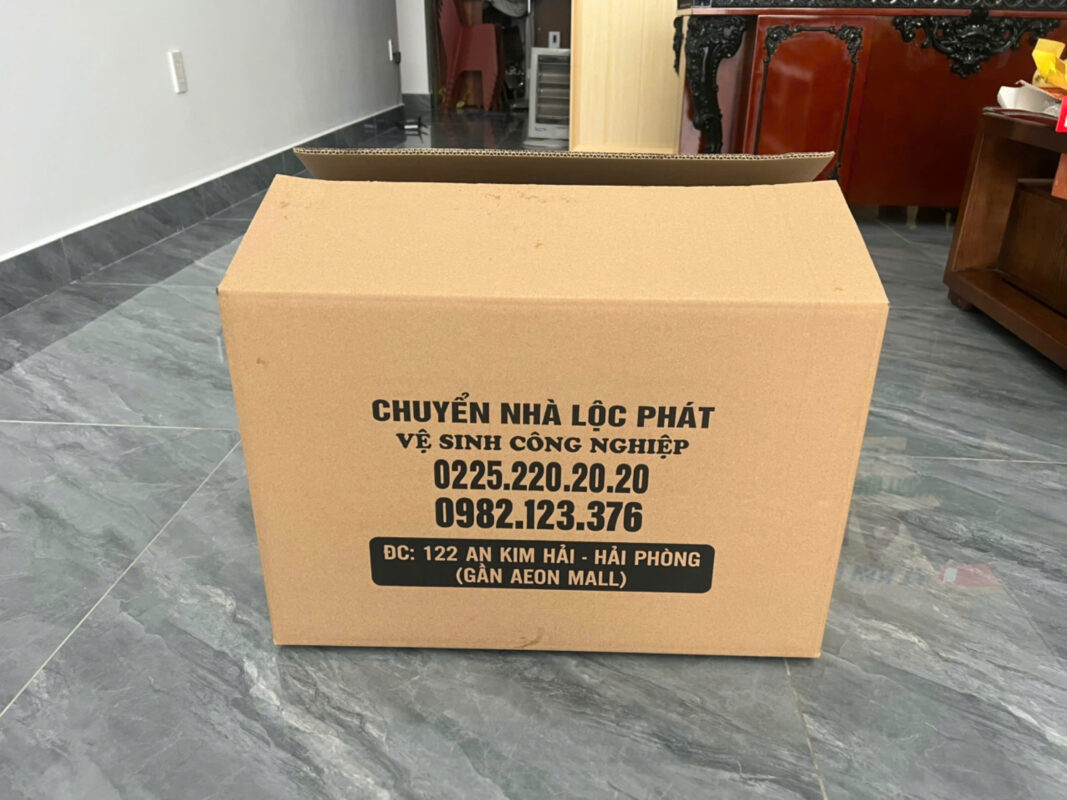 CHUYỂN NHÀ LỘC PHÁT
VỆ SINH CÔNG NGHIỆP
0225.220.20.20
0982.123.376
ĐC: 122 AN KIM HẢI - HẢI PHÒNG
(GẦN AEON MALL)